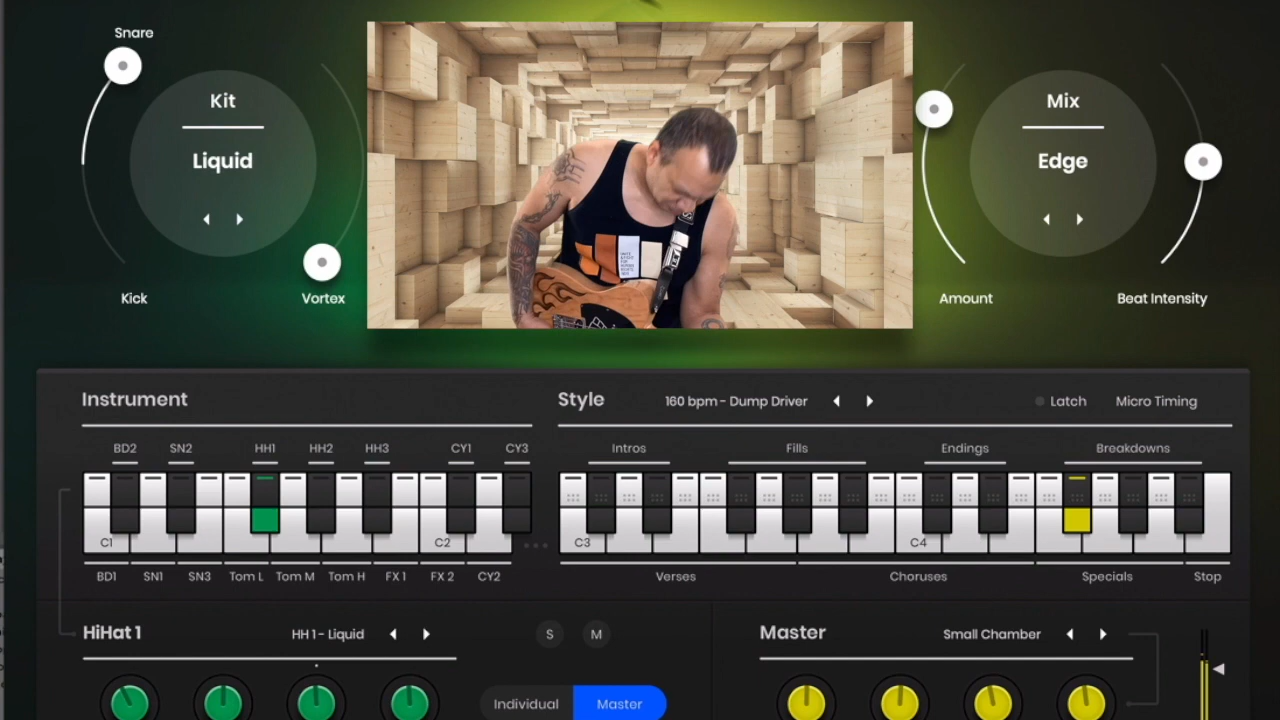 Snare
Kit
Liquid
Kick
Vortex
Mix
Edge
Amount
Beat Intensity
Instrument
Style
160 bpm - Dump Driver
Latch
Micro Timing
BD2
SN2
HH1
HH2
HH3
CY1
CY3
Intros
Fills
Endings
Breakdowns
C1
C2
C3
C4
BD1
SN1
SN3
Tom L
Tom M
Tom H
FX 1
FX 2
CY2
Verses
Choruses
Specials
Stop
HiHat 1
HH 1 - Liquid
S
M
Master
Small Chamber
Individual
Master